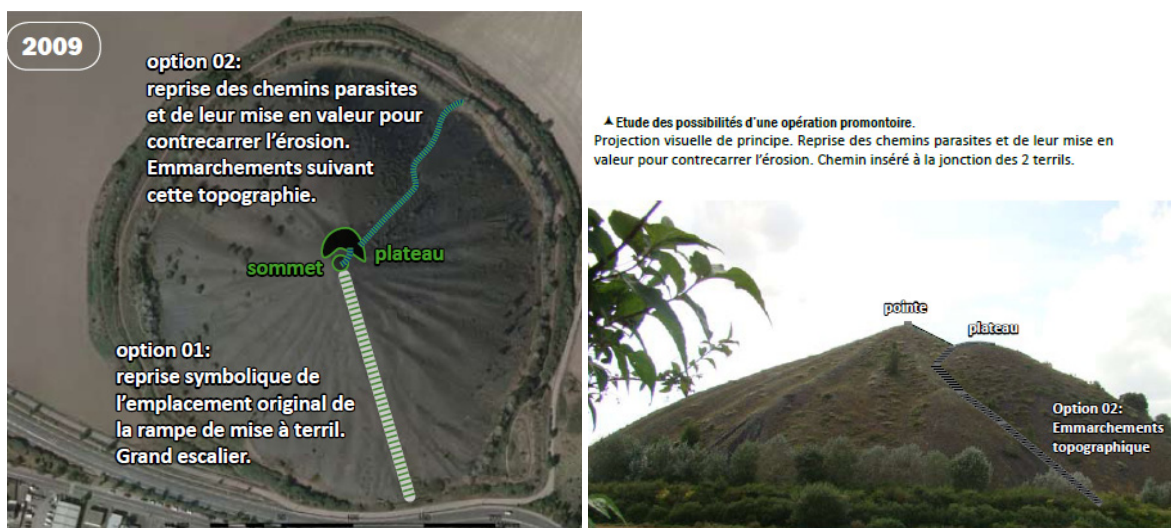 2009
option 02:
reprise des chemins parasites
et de leur mise en valeur pour
contrecarrer l'érosion.
Emmarchements suivant
cette topographie.
sommet
plateau
option 01:
reprise symbolique de
l'emplacement original de
la rampe de mise à terril.
Grand escalier.
▲ Etude des possibilités d'une opération promontoire.
Projection visuelle de principe. Reprise des chemins parasites et de leur mise en
valeur pour contrecarrer l'érosion. Chemin inséré à la jonction des 2 terrils.
pointe
plateau
Option 02:
Emmarchements
topographique